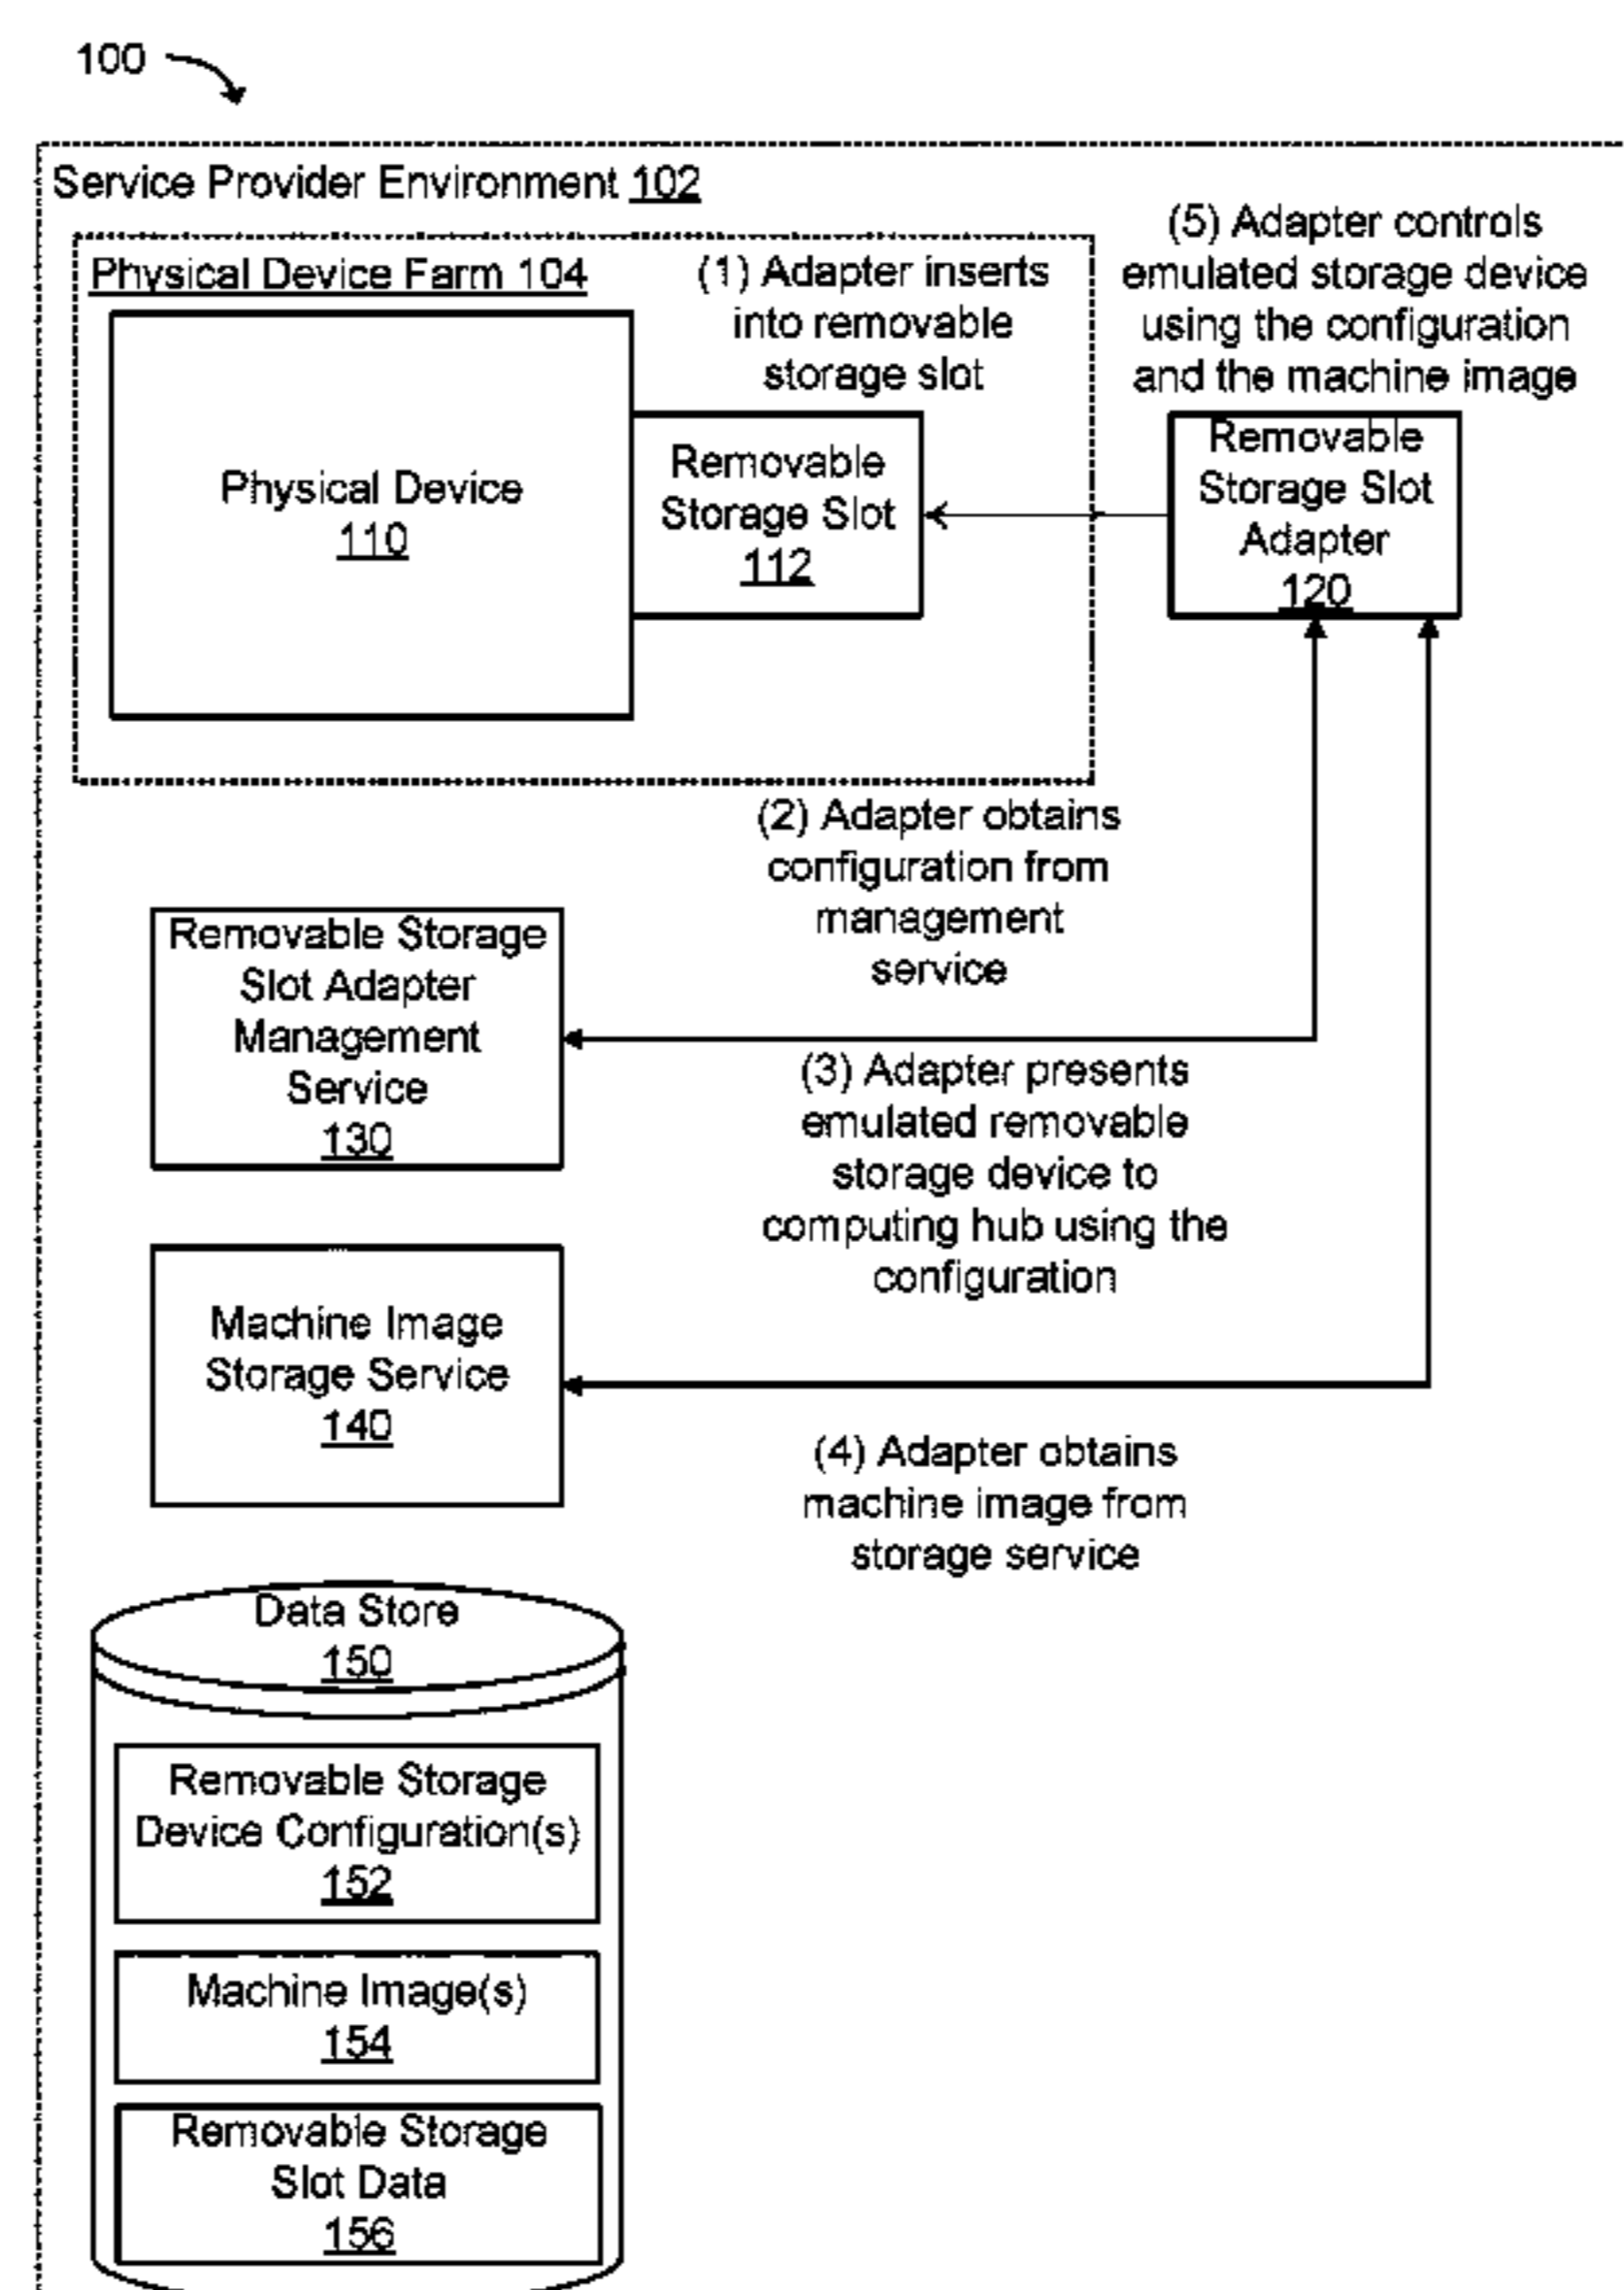 100
Service Provider Environment 102
Physical Device Farm 104
(1) Adapter inserts
into removable
storage slot
(5) Adapter controls
emulated storage device
using the configuration
and the machine image
Physical Device
110
Removable
Storage Slot
112
Removable
Storage Slot
Adapter
120
(2) Adapter obtains
configuration from
management
service
Removable Storage
Slot Adapter
Management
Service
130
(3) Adapter presents
emulated removable
storage device to
computing hub using the
configuration
Machine Image
Storage Service
140
(4) Adapter obtains
machine image from
storage service
Data Store
150
Removable Storage
Device Configuration(s)
152
Machine Image(s)
154
Removable Storage
Slot Data
156